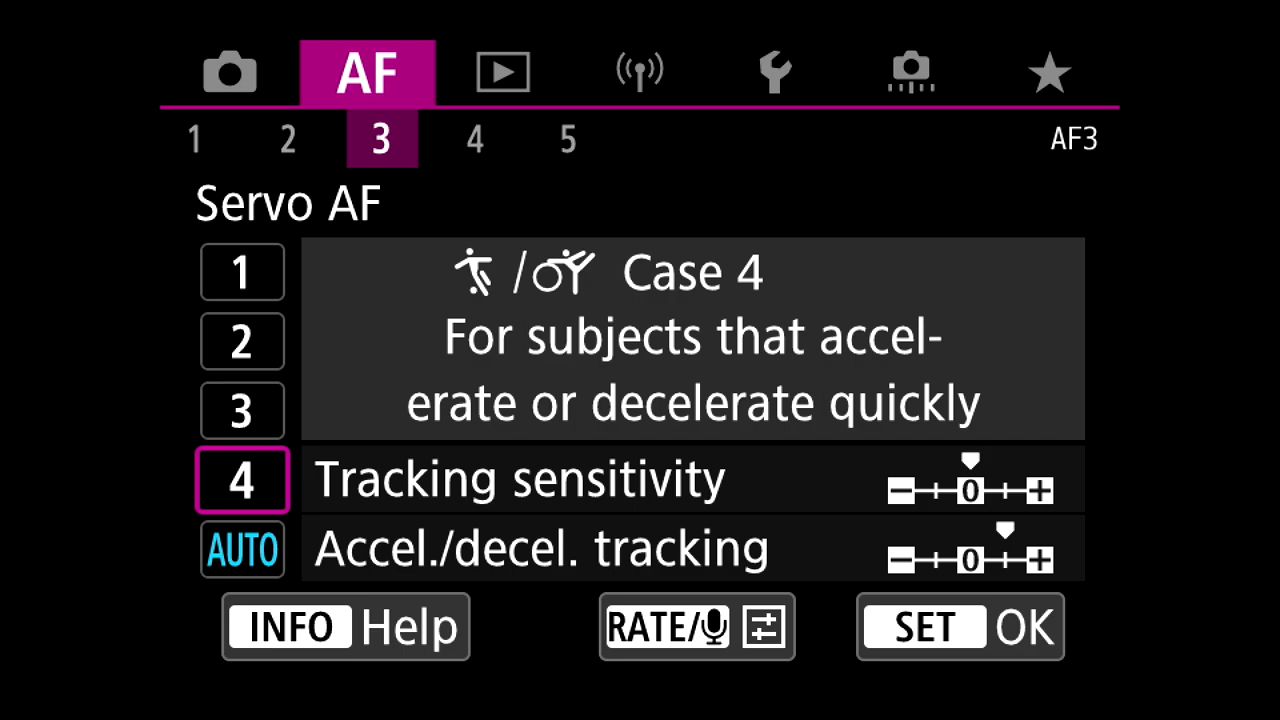 AF
1 2 3 4 5 AF3
Servo AF
1
/ Case 4
2
For subjects that accel-
3
erate or decelerate quickly
4 Tracking sensitivity - 0 +
AUTO Accel./decel. tracking - 0 +
INFO Help RATE/ SET OK